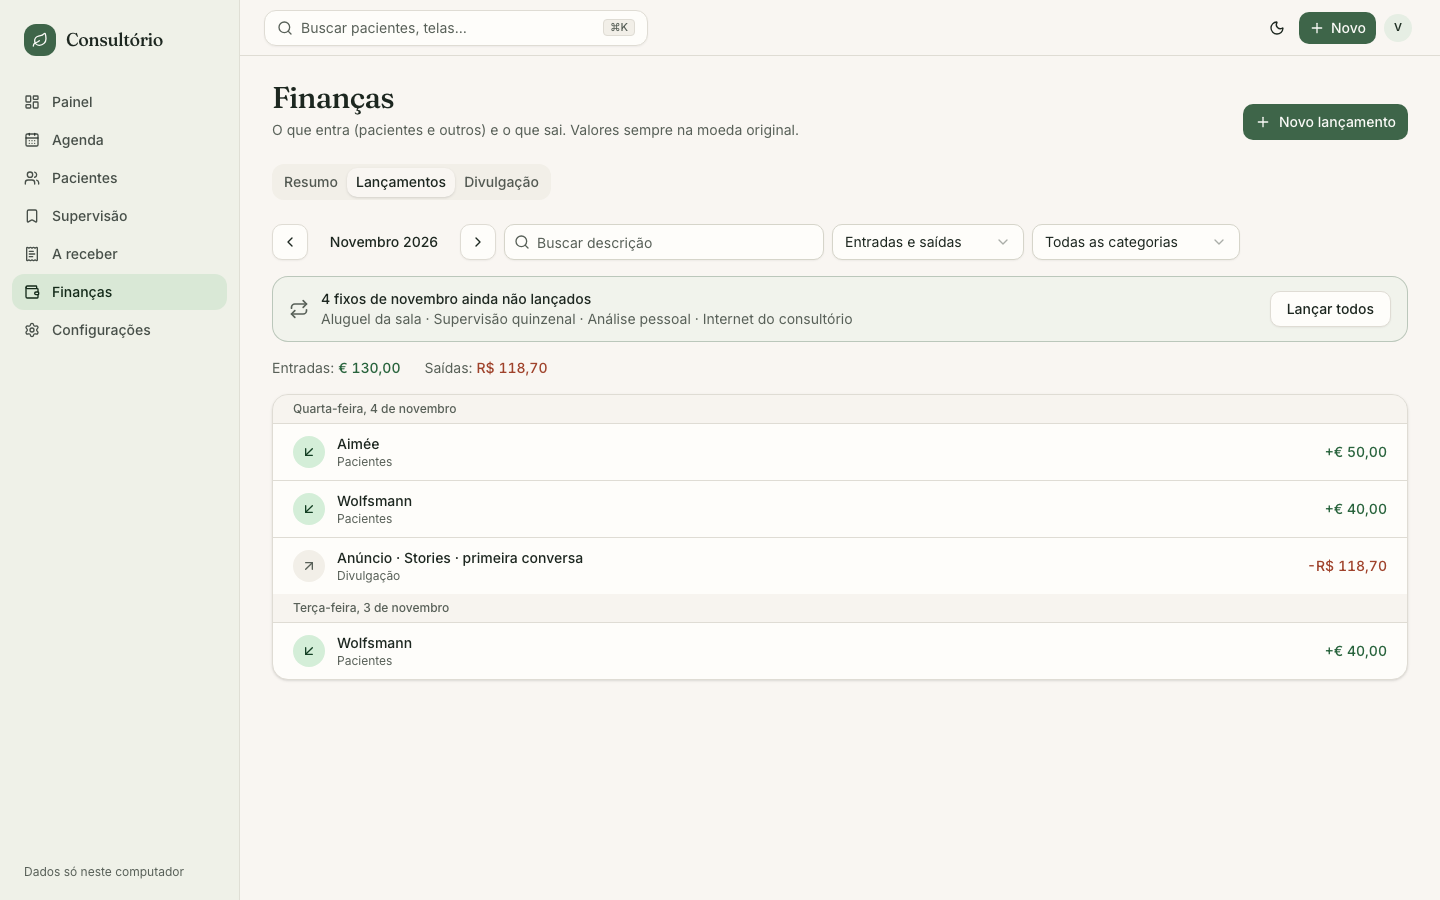 Consultório
Buscar pacientes, telas...
⌘K
Novo
V
Painel
Agenda
Pacientes
Supervisão
A receber
Finanças
Configurações
Dados só neste computador
Finanças
O que entra (pacientes e outros) e o que sai. Valores sempre na moeda original.
Novo lançamento
Resumo
Lançamentos
Divulgação
Novembro 2026
Buscar descrição
Entradas e saídas
Todas as categorias
4 fixos de novembro ainda não lançados
Aluguel da sala · Supervisão quinzenal · Análise pessoal · Internet do consultório
Lançar todos
Entradas: € 130,00 Saídas: R$ 118,70
Quarta-feira, 4 de novembro
Aimée
Pacientes
+€ 50,00
Wolfsmann
Pacientes
+€ 40,00
Anúncio · Stories · primeira conversa
Divulgação
-R$ 118,70
Terça-feira, 3 de novembro
Wolfsmann
Pacientes
+€ 40,00